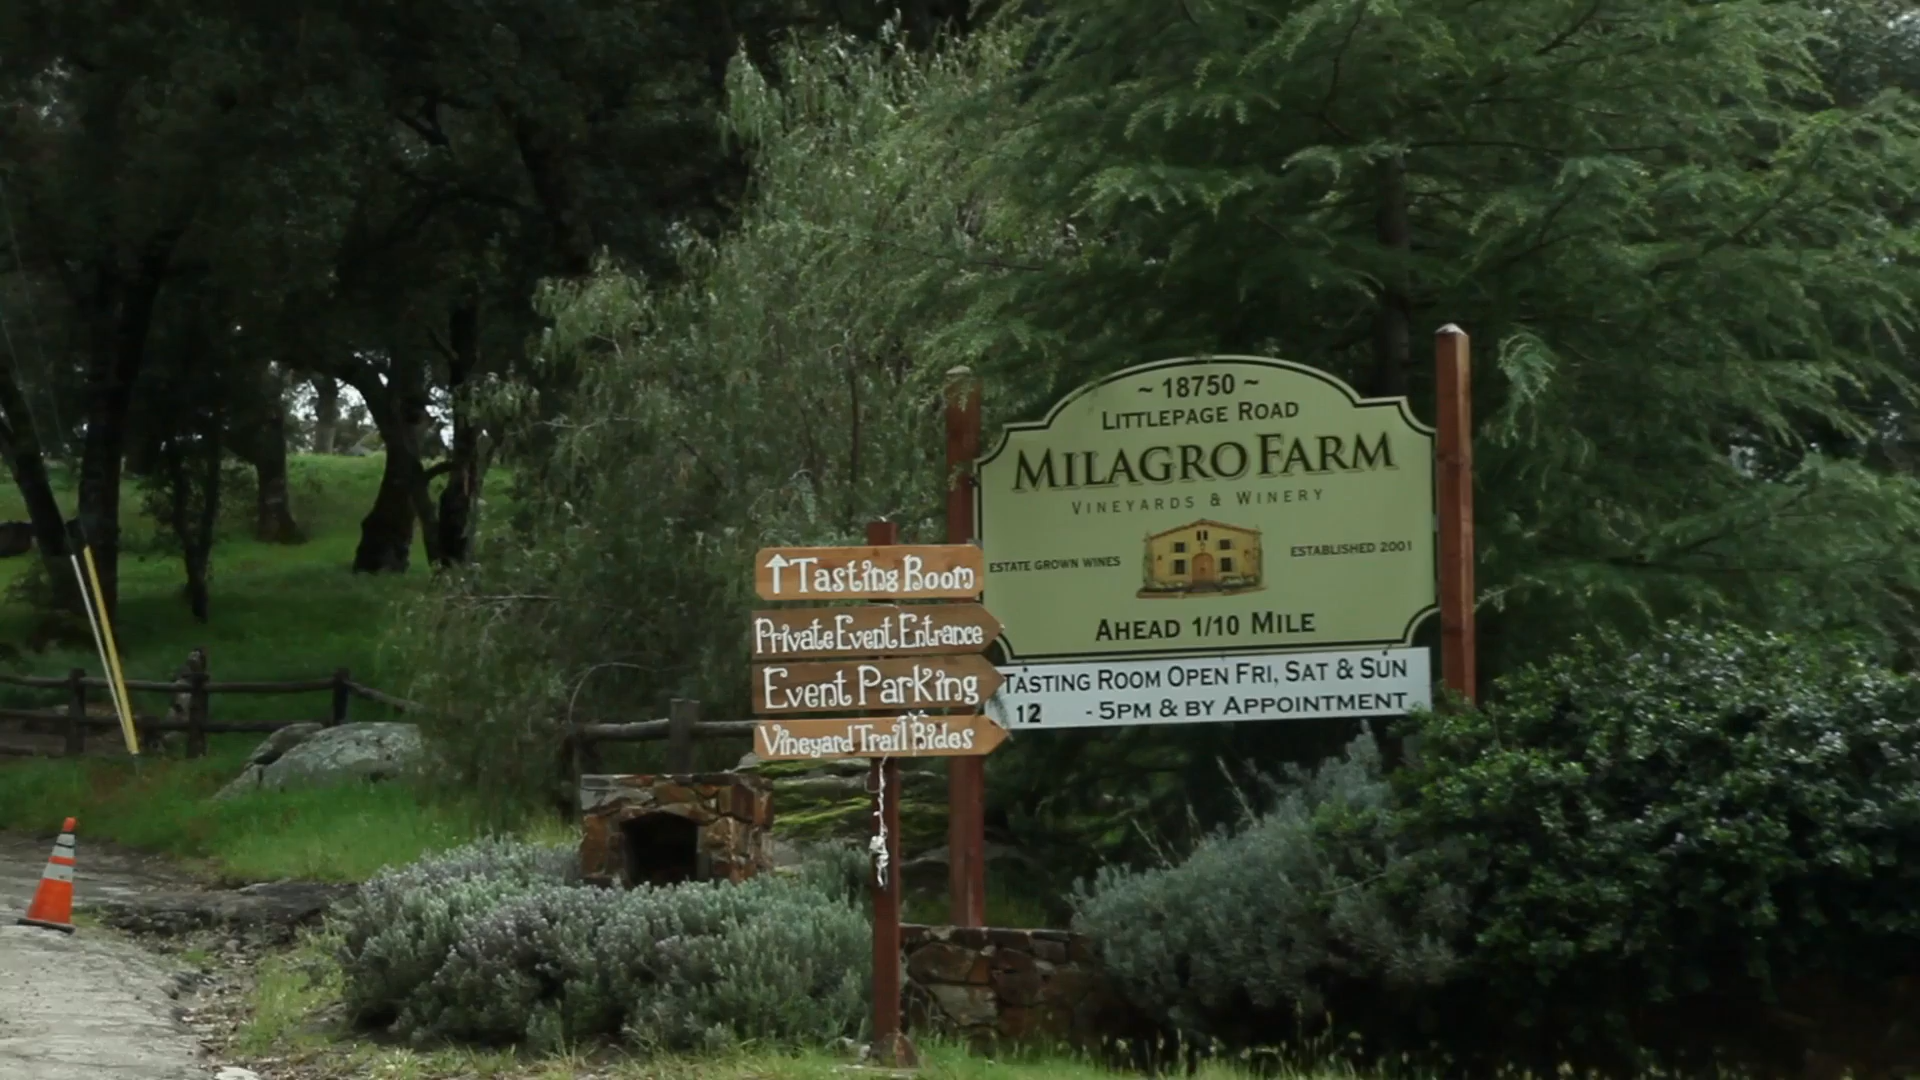 ~ 18750 ~
LITTLEPAGE ROAD
MILAGRO FARM
VINEYARDS & WINERY
ESTATE GROWN WINES
ESTABLISHED 2001
AHEAD 1/10 MILE
TASTING ROOM OPEN FRI, SAT & SUN
12 - 5PM & BY APPOINTMENT
↑ Tasting Room
Private Event Entrance
Event Parking
Vineyard Trail Rides